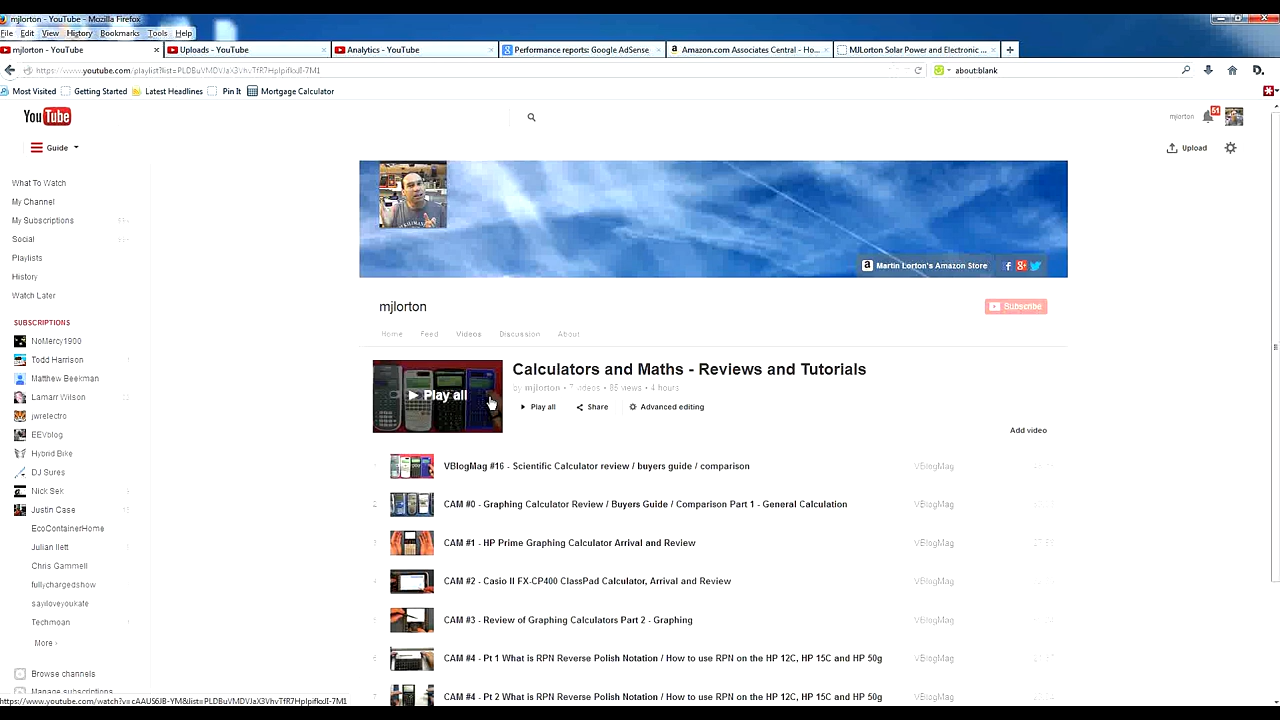 mjlorton - YouTube - Mozilla Firefox
File Edit View History Bookmarks Tools Help
mjlorton - YouTube
Uploads - YouTube
Analytics - YouTube
Performance reports: Google AdSense
Amazon.com Associates Central - Ho...
MJLorton Solar Power and Electronic ...
about:blank
Most Visited Getting Started Latest Headlines Pin It Mortgage Calculator
YouTube
mjlorton 51
Guide
Upload
What To Watch
My Channel
My Subscriptions
Social
Playlists
History
Watch Later
SUBSCRIPTIONS
NoMercy1900
Todd Harrison
Matthew Beekman
Lamarr Wilson
jwrelectro
EEVblog
Hybrid Bike
DJ Sures
Nick Sek
Justin Case
EcoContainerHome
Julian Ilett
Chris Gammell
fullychargedshow
sayiloveyoukate
Techmoan
More ›
Browse channels
Manage subscriptions
Martin Lorton's Amazon Store
mjlorton
Subscribe
Home Feed Videos Discussion About
Play all
Calculators and Maths - Reviews and Tutorials
by mjlorton • 7 videos • 85 views • 4 hours
Play all Share Advanced editing
Add video
VBlogMag #16 - Scientific Calculator review / buyers guide / comparison VBlogMag
CAM #0 - Graphing Calculator Review / Buyers Guide / Comparison Part 1 - General Calculation VBlogMag
CAM #1 - HP Prime Graphing Calculator Arrival and Review VBlogMag
CAM #2 - Casio II FX-CP400 ClassPad Calculator, Arrival and Review VBlogMag
CAM #3 - Review of Graphing Calculators Part 2 - Graphing VBlogMag
CAM #4 - Pt 1 What is RPN Reverse Polish Notation / How to use RPN on the HP 12C, HP 15C and HP 50g VBlogMag
CAM #4 - Pt 2 What is RPN Reverse Polish Notation / How to use RPN on the HP 12C, HP 15C and HP 50g VBlogMag